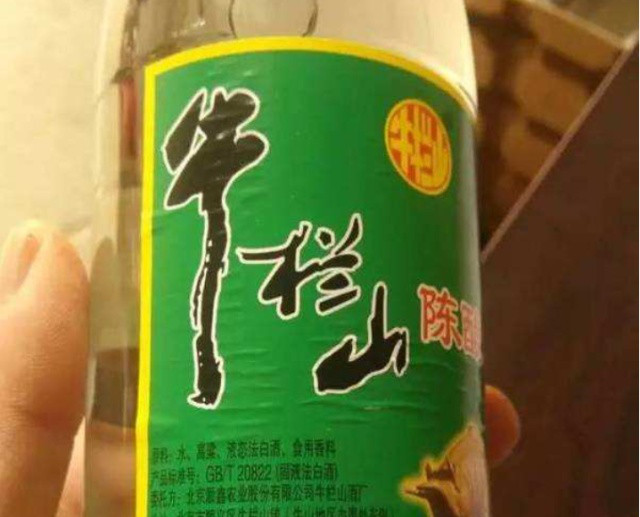 牛栏山
牛栏山
陈酿
原料：水、高粱、液态法白酒、食用香料
产品标准号：GB/T 20822 (固液法白酒)
委托方：北京顺鑫农业股份有限公司牛栏山酒厂